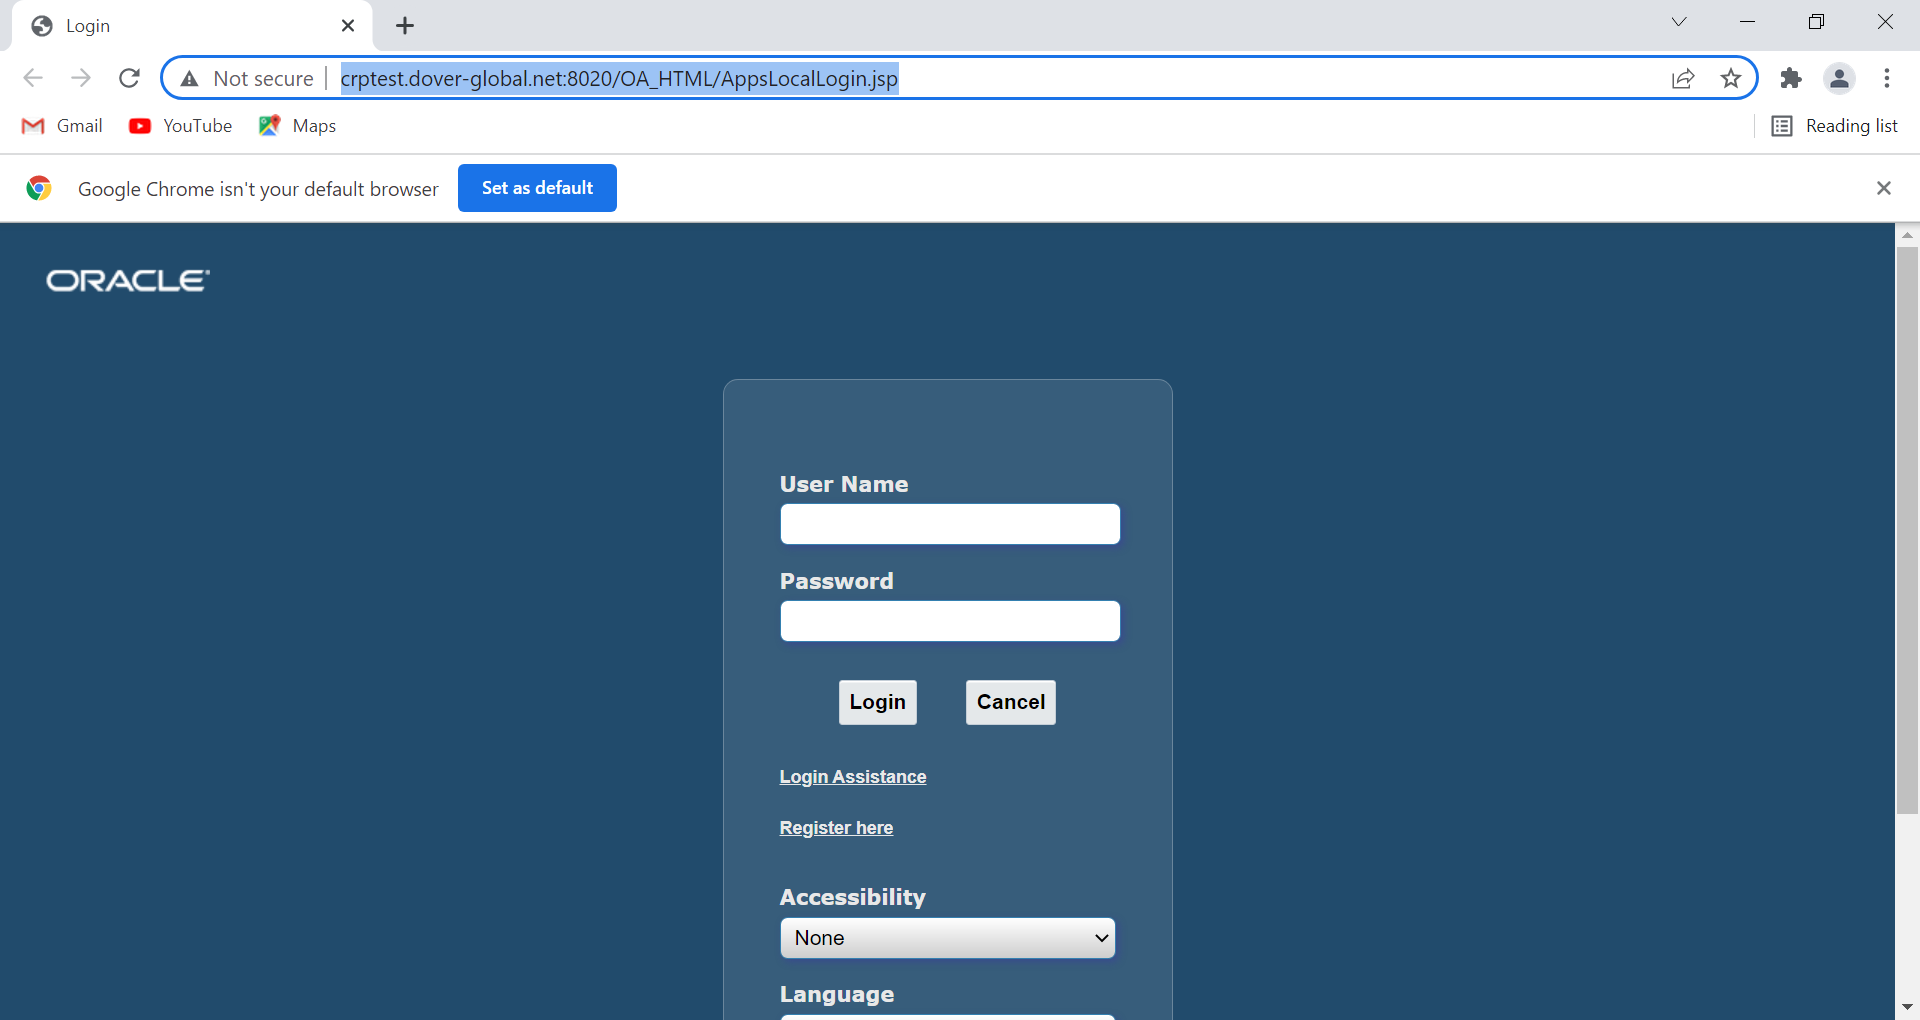 Login
Not secure crptest.dover-global.net:8020/OA_HTML/AppsLocalLogin.jsp
Gmail YouTube Maps Reading list
Google Chrome isn't your default browser Set as default
ORACLE
User Name
Password
Login Cancel
Login Assistance
Register here
Accessibility
None
Language